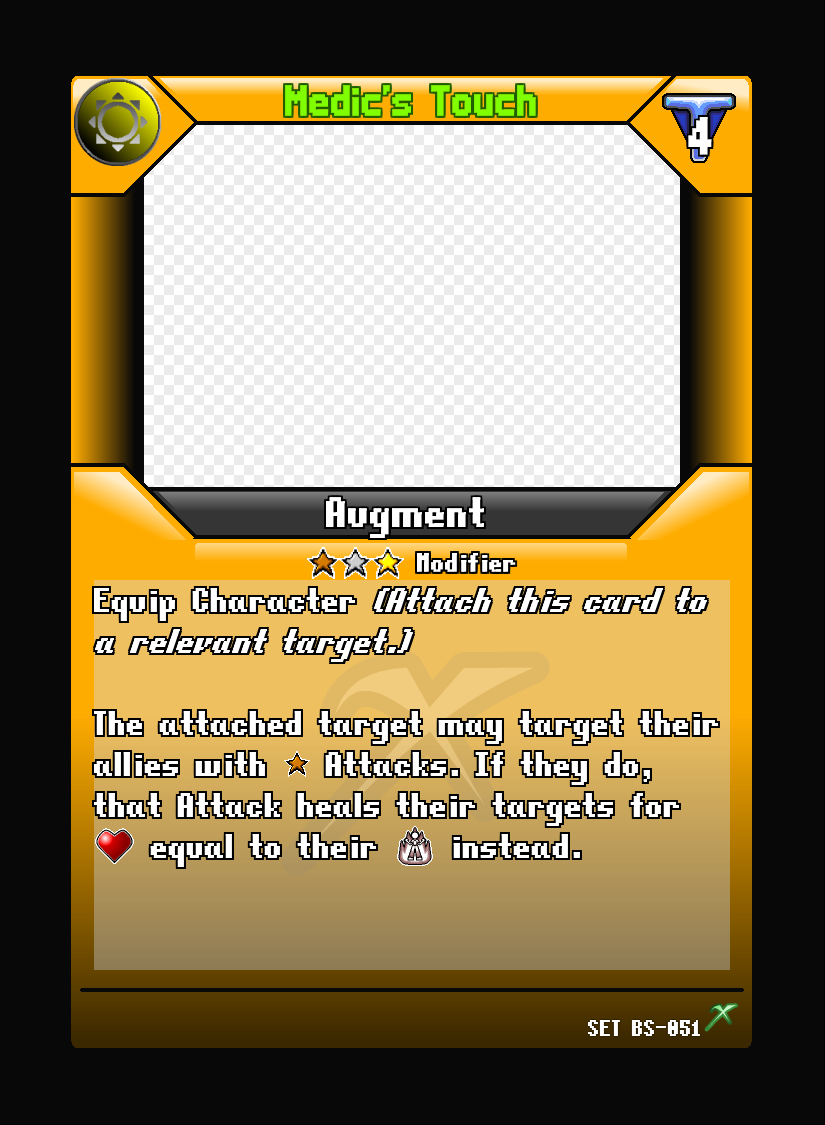 Medic's Touch
4
Augment
Modifier
Equip Character (Attach this card to
a relevant target.)
The attached target may target their
allies with Attacks. If they do,
that Attack heals their targets for
equal to their instead.
SET BS-051